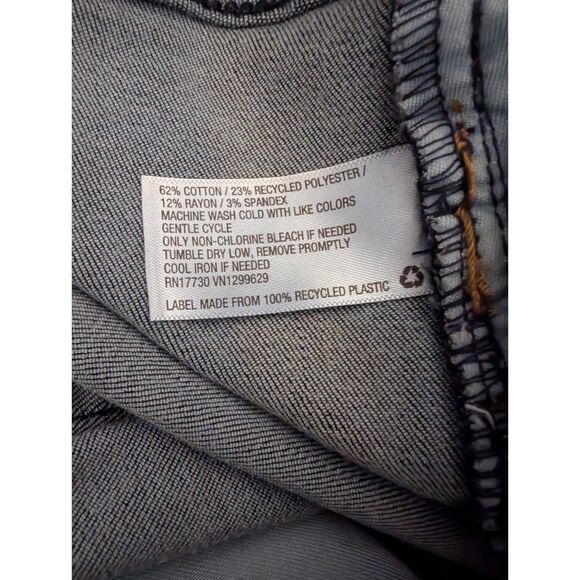 62% COTTON / 23% RECYCLED POLYESTER /
12% RAYON / 3% SPANDEX
MACHINE WASH COLD WITH LIKE COLORS
GENTLE CYCLE
ONLY NON-CHLORINE BLEACH IF NEEDED
TUMBLE DRY LOW, REMOVE PROMPTLY
COOL IRON IF NEEDED
RN17730 VN1299629
LABEL MADE FROM 100% RECYCLED PLASTIC